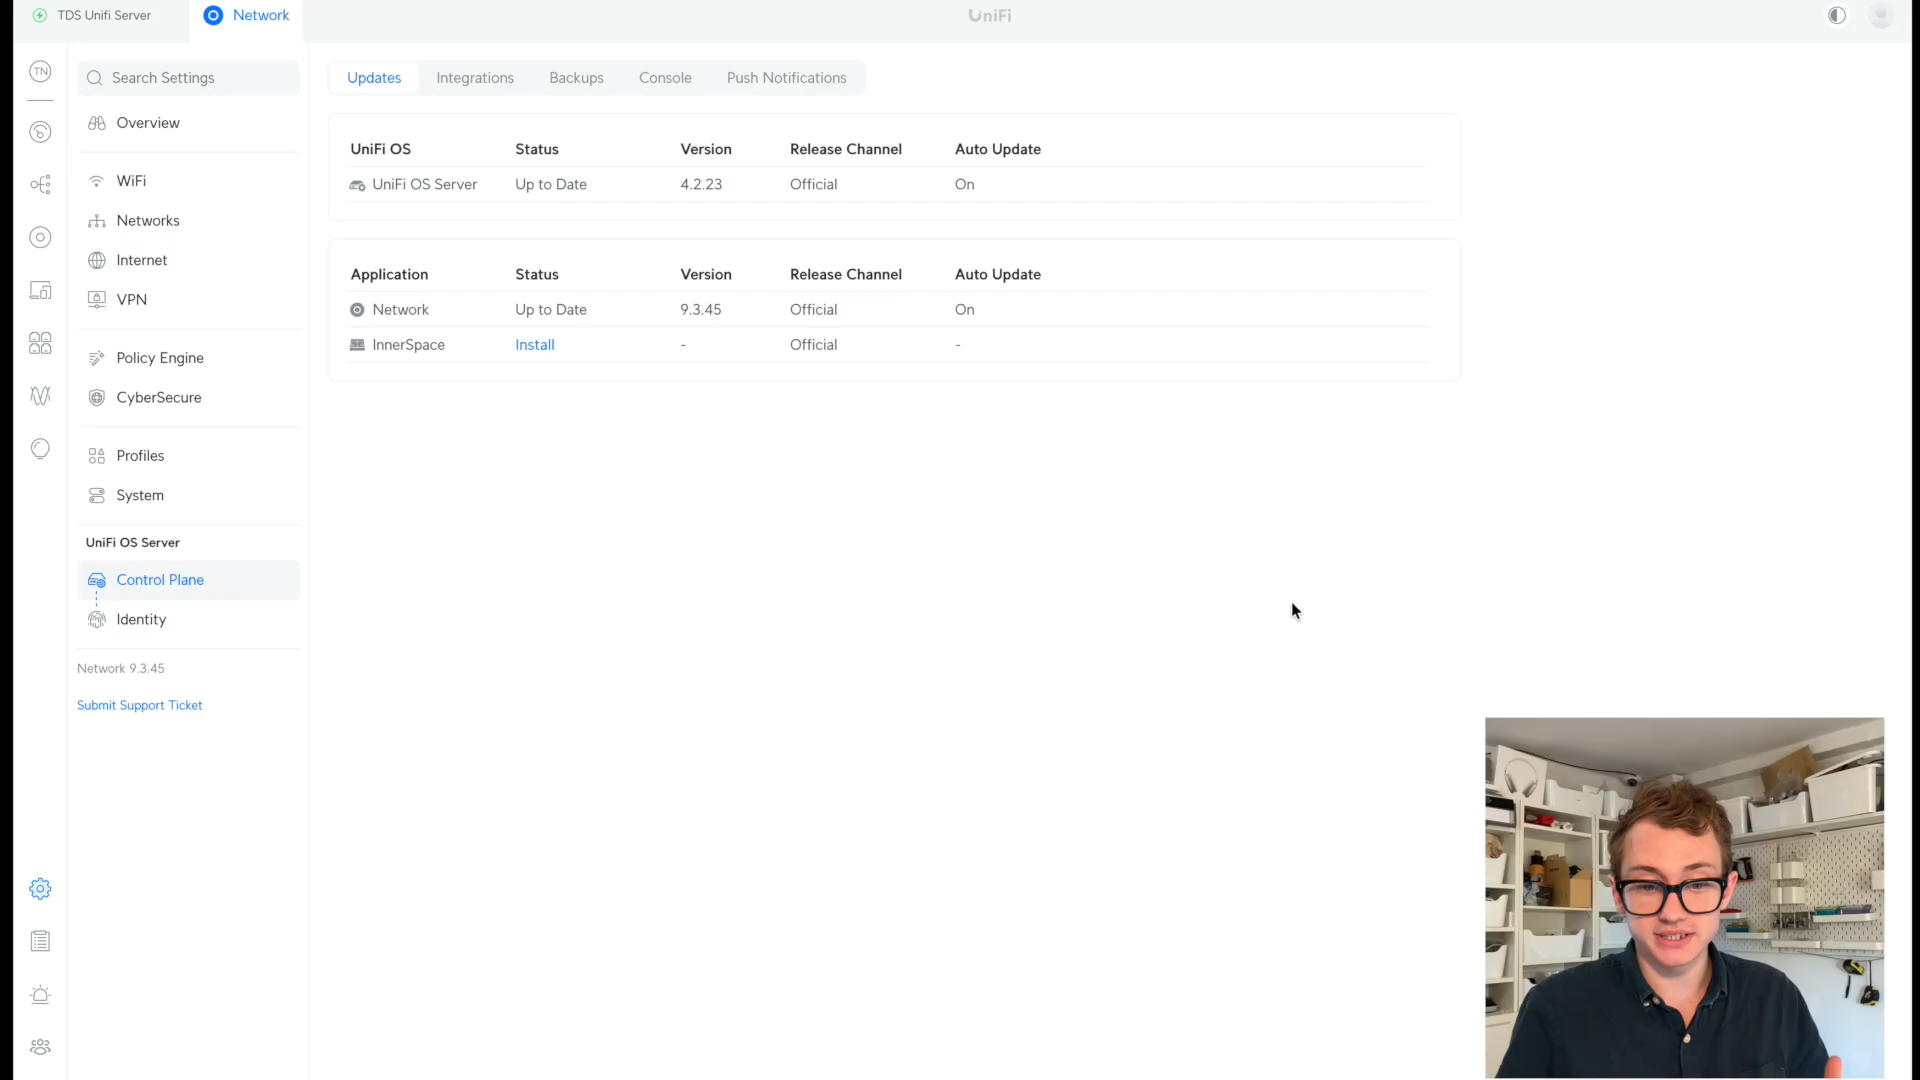 TDS Unifi Server
Network
UniFi
TN
Search Settings
Overview
WiFi
Networks
Internet
VPN
Policy Engine
CyberSecure
Profiles
System
UniFi OS Server
Control Plane
Identity
Network 9.3.45
Submit Support Ticket
Updates Integrations Backups Console Push Notifications
UniFi OS Status Version Release Channel Auto Update
UniFi OS Server Up to Date 4.2.23 Official On
Application Status Version Release Channel Auto Update
Network Up to Date 9.3.45 Official On
InnerSpace Install - Official -